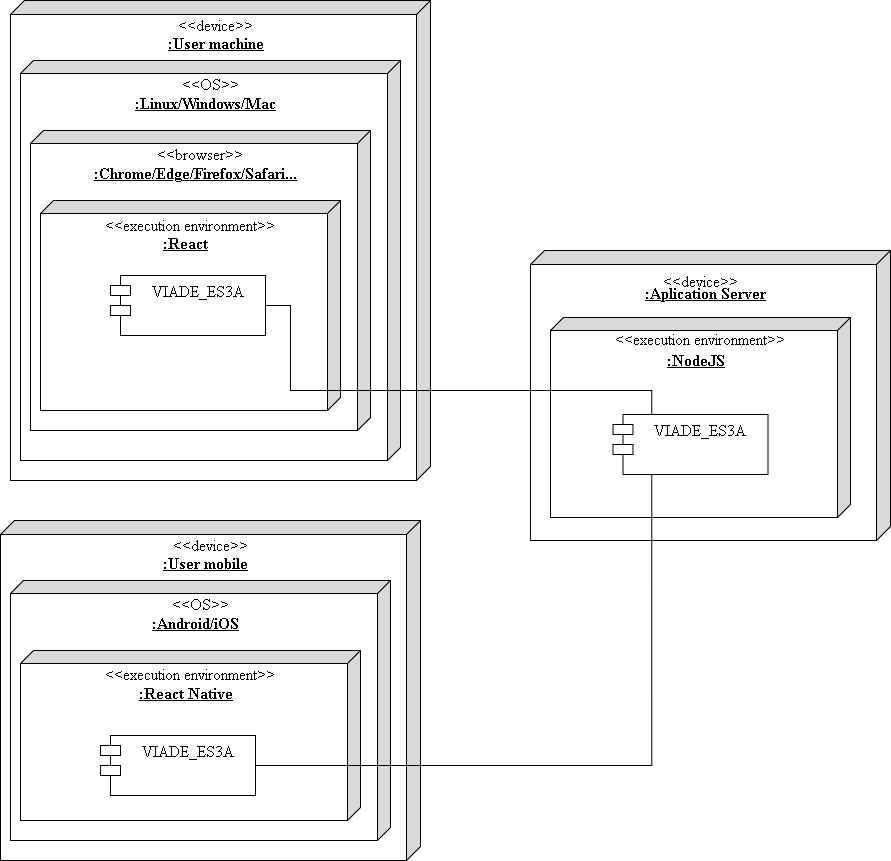 <<device>>
:User machine
<<OS>>
:Linux/Windows/Mac
<<browser>>
:Chrome/Edge/Firefox/Safari...
<<execution environment>>
:React
VIADE_ES3A
<<device>>
:Aplication Server
<<execution environment>>
:NodeJS
VIADE_ES3A
<<device>>
:User mobile
<<OS>>
:Android/iOS
<<execution environment>>
:React Native
VIADE_ES3A